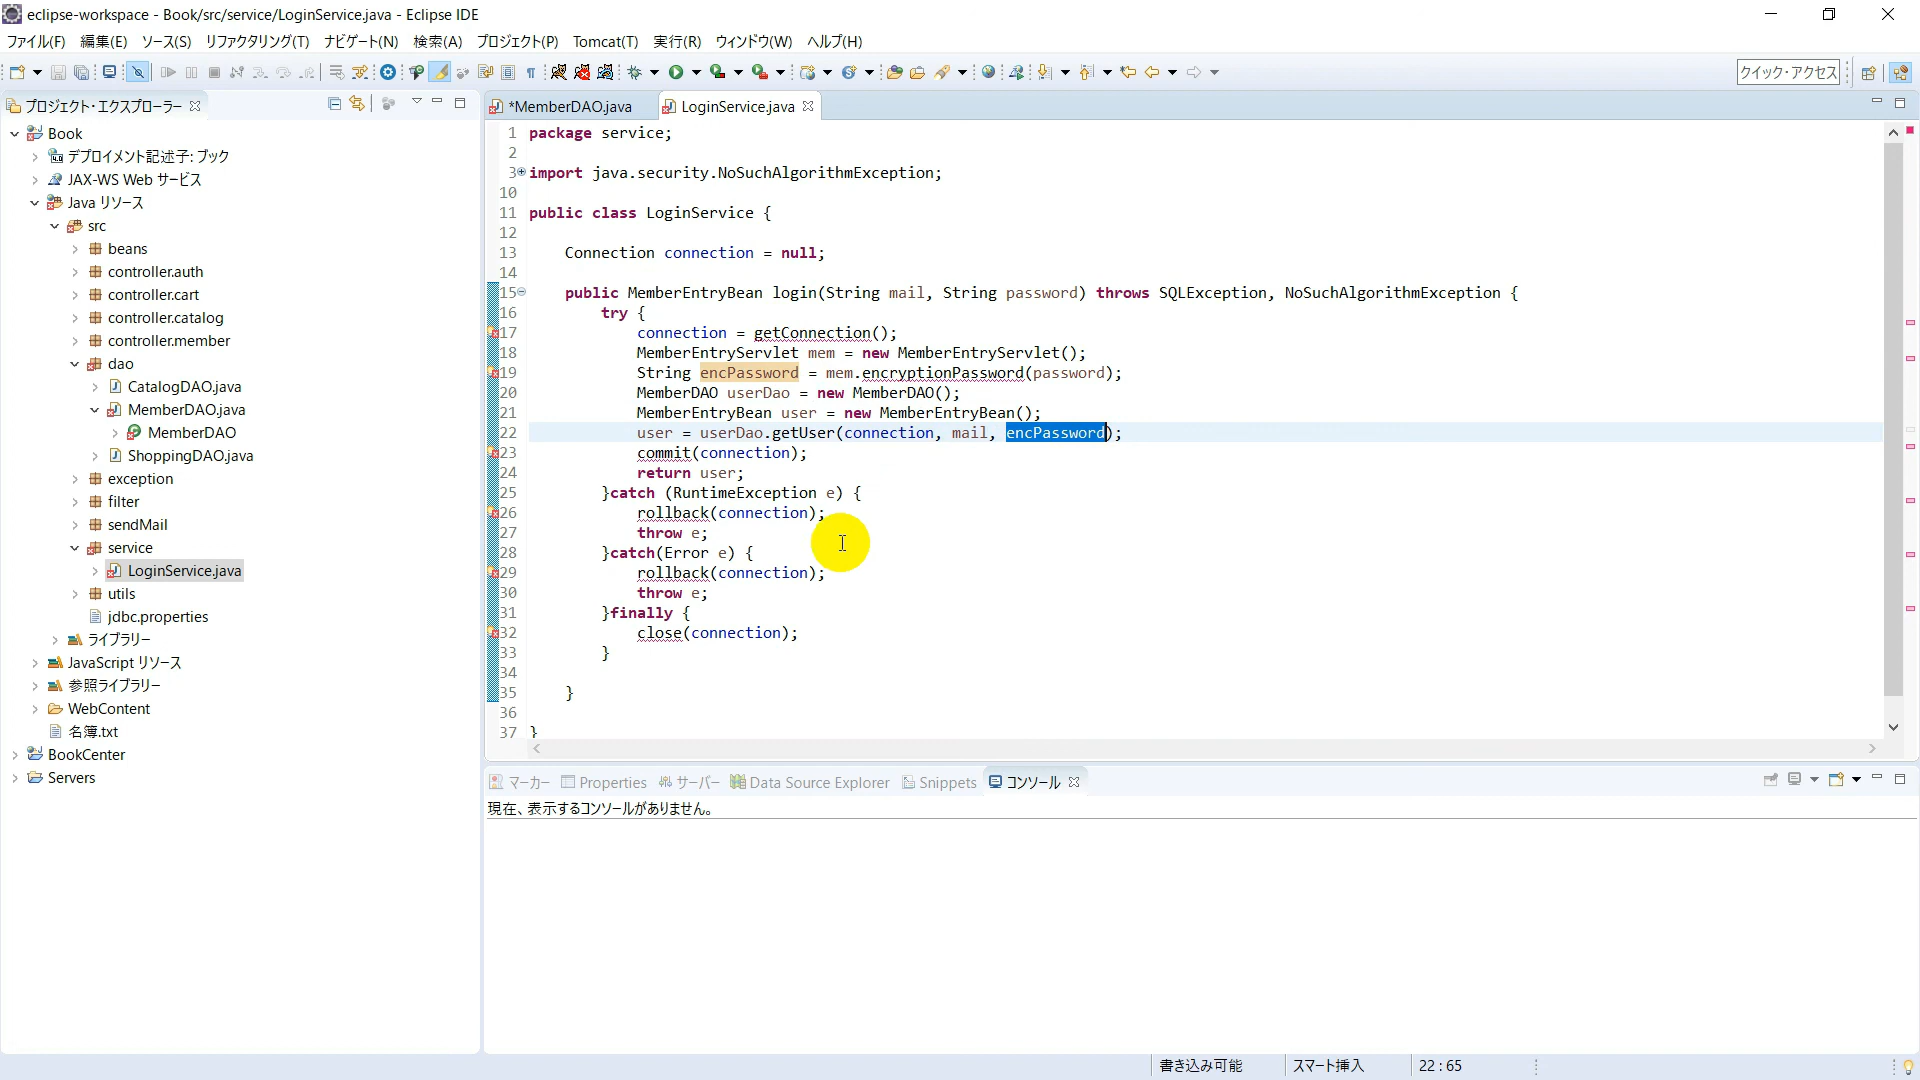 eclipse-workspace - Book/src/service/LoginService.java - Eclipse IDE
ファイル(F) 編集(E) ソース(S) リファクタリング(T) ナビゲート(N) 検索(A) プロジェクト(P) Tomcat(T) 実行(R) ウィンドウ(W) ヘルプ(H)
クイック・アクセス
プロジェクト・エクスプローラー
Book
デプロイメント記述子: ブック
JAX-WS Web サービス
Java リソース
src
beans
controller.auth
controller.cart
controller.catalog
controller.member
dao
CatalogDAO.java
MemberDAO.java
MemberDAO
ShoppingDAO.java
exception
filter
sendMail
service
LoginService.java
utils
jdbc.properties
ライブラリー
JavaScript リソース
参照ライブラリー
WebContent
名簿.txt
BookCenter
Servers
*MemberDAO.java LoginService.java
1 package service;
2
3 import java.security.NoSuchAlgorithmException;
10
11 public class LoginService {
12
13 Connection connection = null;
14
15 public MemberEntryBean login(String mail, String password) throws SQLException, NoSuchAlgorithmException {
16 try {
17 connection = getConnection();
18 MemberEntryServlet mem = new MemberEntryServlet();
19 String encPassword = mem.encryptionPassword(password);
20 MemberDAO userDao = new MemberDAO();
21 MemberEntryBean user = new MemberEntryBean();
22 user = userDao.getUser(connection, mail, encPassword);
23 commit(connection);
24 return user;
25 }catch (RuntimeException e) {
26 rollback(connection);
27 throw e;
28 }catch(Error e) {
29 rollback(connection);
30 throw e;
31 }finally {
32 close(connection);
33 }
34
35 }
36
37 }
マーカー Properties サーバー Data Source Explorer Snippets コンソール
現在、表示するコンソールがありません。
書き込み可能 スマート挿入 22 : 65